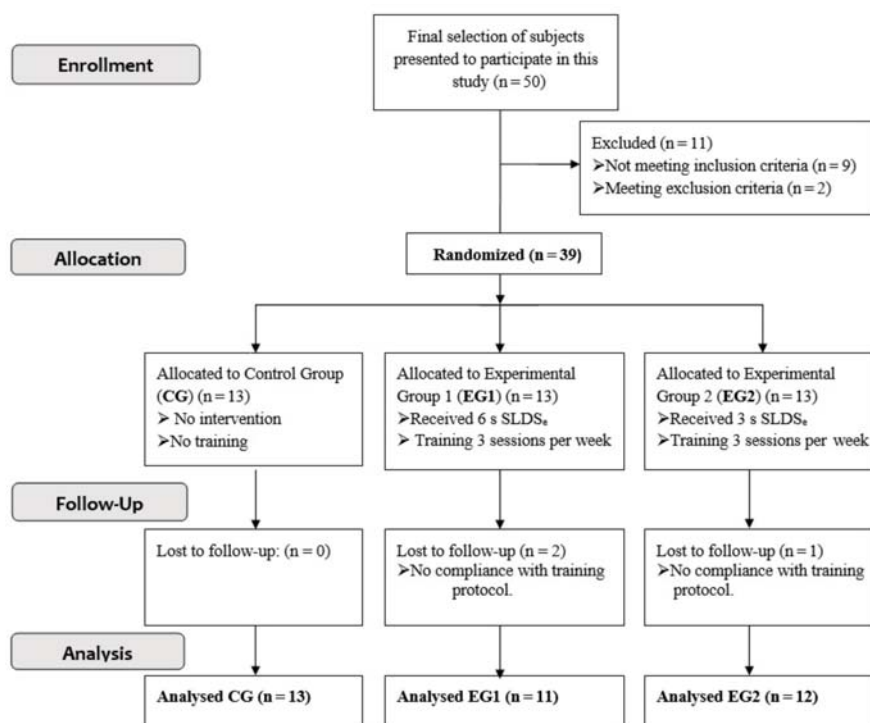 Enrollment
Final selection of subjects
presented to participate in this
study (n = 50)
Excluded (n = 11)
➢Not meeting inclusion criteria (n = 9)
➢Meeting exclusion criteria (n = 2)
Allocation
Randomized (n = 39)
Allocated to Control Group
(CG) (n = 13)
➢ No intervention
➢No training
Allocated to Experimental
Group 1 (EG1) (n = 13)
➢Received 6 s SLDSₑ
➢ Training 3 sessions per week
Allocated to Experimental
Group 2 (EG2) (n = 13)
➢Received 3 s SLDSₑ
➢ Training 3 sessions per week
Follow-Up
Lost to follow-up: (n = 0)
Lost to follow-up (n = 2)
➢No compliance with training
protocol.
Lost to follow-up (n = 1)
➢No compliance with training
protocol.
Analysis
Analysed CG (n = 13)
Analysed EG1 (n = 11)
Analysed EG2 (n = 12)